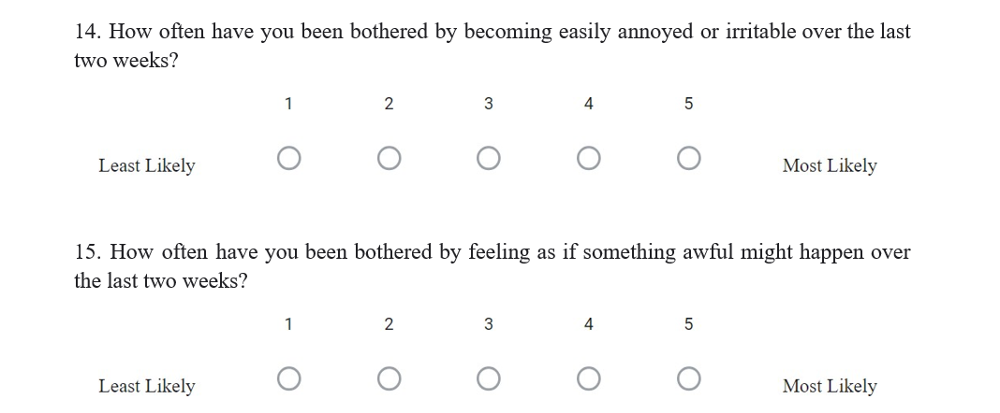 14. How often have you been bothered by becoming easily annoyed or irritable over the last
two weeks?
1 2 3 4 5
Least Likely Most Likely
15. How often have you been bothered by feeling as if something awful might happen over
the last two weeks?
1 2 3 4 5
Least Likely Most Likely